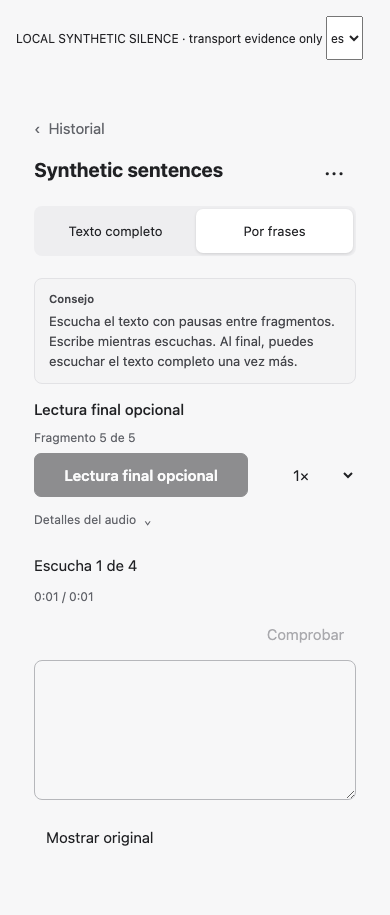 LOCAL SYNTHETIC SILENCE · transport evidence only es
‹ Historial
Synthetic sentences
...
Texto completo Por frases
Consejo
Escucha el texto con pausas entre fragmentos.
Escribe mientras escuchas. Al final, puedes
escuchar el texto completo una vez más.
Lectura final opcional
Fragmento 5 de 5
Lectura final opcional 1×
Detalles del audio
Escucha 1 de 4
0:01 / 0:01
Comprobar
Mostrar original